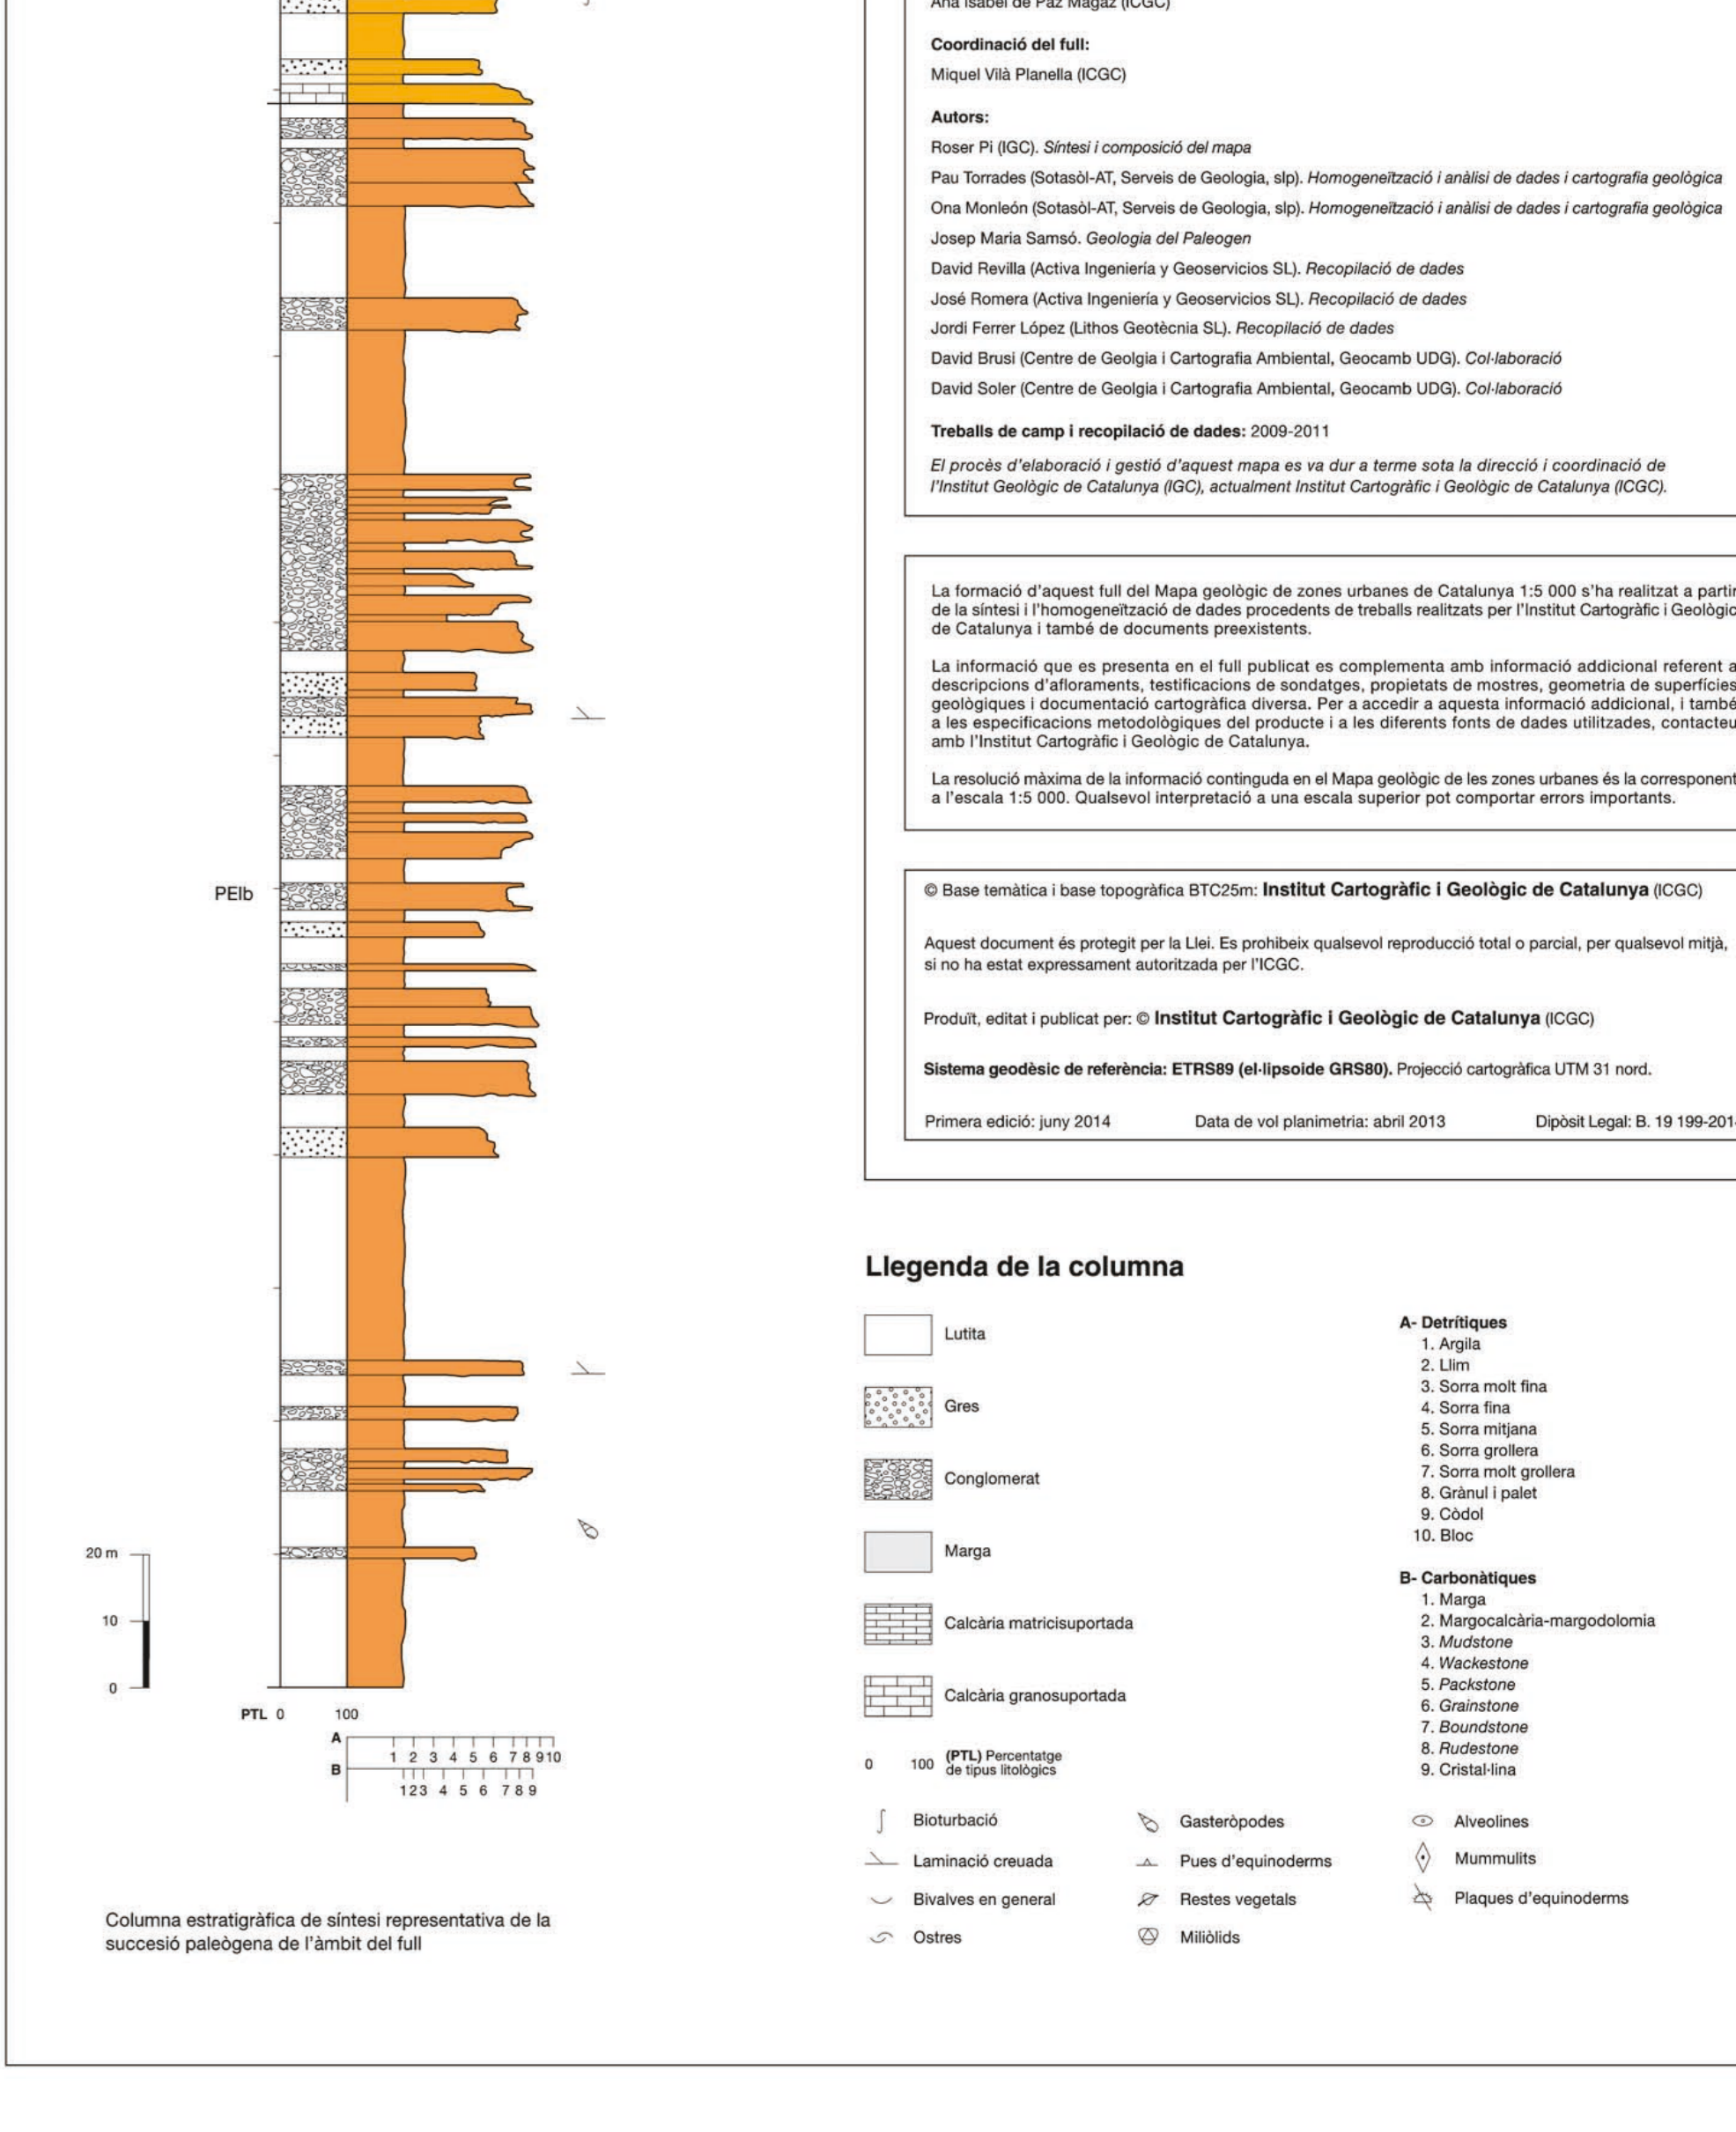 Ana Isabel de Paz Magaz (ICGC)
Coordinació del full:
Miquel Vilà Planella (ICGC)
Autors:
Roser Pi (IGC). Síntesi i composició del mapa
Pau Torrades (Sotasòl-AT, Serveis de Geologia, slp). Homogeneïtzació i anàlisi de dades i cartografia geològica
Ona Monleón (Sotasòl-AT, Serveis de Geologia, slp). Homogeneïtzació i anàlisi de dades i cartografia geològica
Josep Maria Samsó. Geologia del Paleogen
David Revilla (Activa Ingeniería y Geoservicios SL). Recopilació de dades
José Romera (Activa Ingeniería y Geoservicios SL). Recopilació de dades
Jordi Ferrer López (Lithos Geotècnia SL). Recopilació de dades
David Brusi (Centre de Geolgia i Cartografia Ambiental, Geocamb UDG). Col·laboració
David Soler (Centre de Geolgia i Cartografia Ambiental, Geocamb UDG). Col·laboració
Treballs de camp i recopilació de dades: 2009-2011
El procès d'elaboració i gestió d'aquest mapa es va dur a terme sota la direcció i coordinació de
l'Institut Geològic de Catalunya (IGC), actualment Institut Cartogràfic i Geològic de Catalunya (ICGC).
La formació d'aquest full del Mapa geològic de zones urbanes de Catalunya 1:5 000 s'ha realitzat a partir
de la síntesi i l'homogeneïtzació de dades procedents de treballs realitzats per l'Institut Cartogràfic i Geològic
de Catalunya i també de documents preexistents.
La informació que es presenta en el full publicat es complementa amb informació addicional referent a
descripcions d'afloraments, testificacions de sondatges, propietats de mostres, geometria de superfícies
geològiques i documentació cartogràfica diversa. Per a accedir a aquesta informació addicional, i també
a les especificacions metodològiques del producte i a les diferents fonts de dades utilitzades, contacteu
amb l'Institut Cartogràfic i Geològic de Catalunya.
La resolució màxima de la informació continguda en el Mapa geològic de les zones urbanes és la corresponent
a l'escala 1:5 000. Qualsevol interpretació a una escala superior pot comportar errors importants.
© Base temàtica i base topogràfica BTC25m: Institut Cartogràfic i Geològic de Catalunya (ICGC)
Aquest document és protegit per la Llei. Es prohibeix qualsevol reproducció total o parcial, per qualsevol mitjà,
si no ha estat expressament autoritzada per l'ICGC.
Produït, editat i publicat per: © Institut Cartogràfic i Geològic de Catalunya (ICGC)
Sistema geodèsic de referència: ETRS89 (el·lipsoide GRS80). Projecció cartogràfica UTM 31 nord.
Primera edició: juny 2014 Data de vol planimetria: abril 2013 Dipòsit Legal: B. 19 199-201
PEIb
20 m
10
0
PTL 0 100
A
1 2 3 4 5 6 7 8 9 10
B
1 2 3 4 5 6 7 8 9
Columna estratigràfica de síntesi representativa de la
succesió paleògena de l'àmbit del full
Llegenda de la columna
Lutita
Gres
Conglomerat
Marga
Calcària matricisuportada
Calcària granosuportada
0 100 (PTL) Percentatge
de tipus litològics
A- Detrítiques
1. Argila
2. Llim
3. Sorra molt fina
4. Sorra fina
5. Sorra mitjana
6. Sorra grollera
7. Sorra molt grollera
8. Grànul i palet
9. Còdol
10. Bloc
B- Carbonàtiques
1. Marga
2. Margocalcària-margodolomia
3. Mudstone
4. Wackestone
5. Packstone
6. Grainstone
7. Boundstone
8. Rudestone
9. Cristal·lina
Bioturbació
Laminació creuada
Bivalves en general
Ostres
Gasteròpodes
Pues d'equinoderms
Restes vegetals
Miliòlids
Alveolines
Mummulits
Plaques d'equinoderms